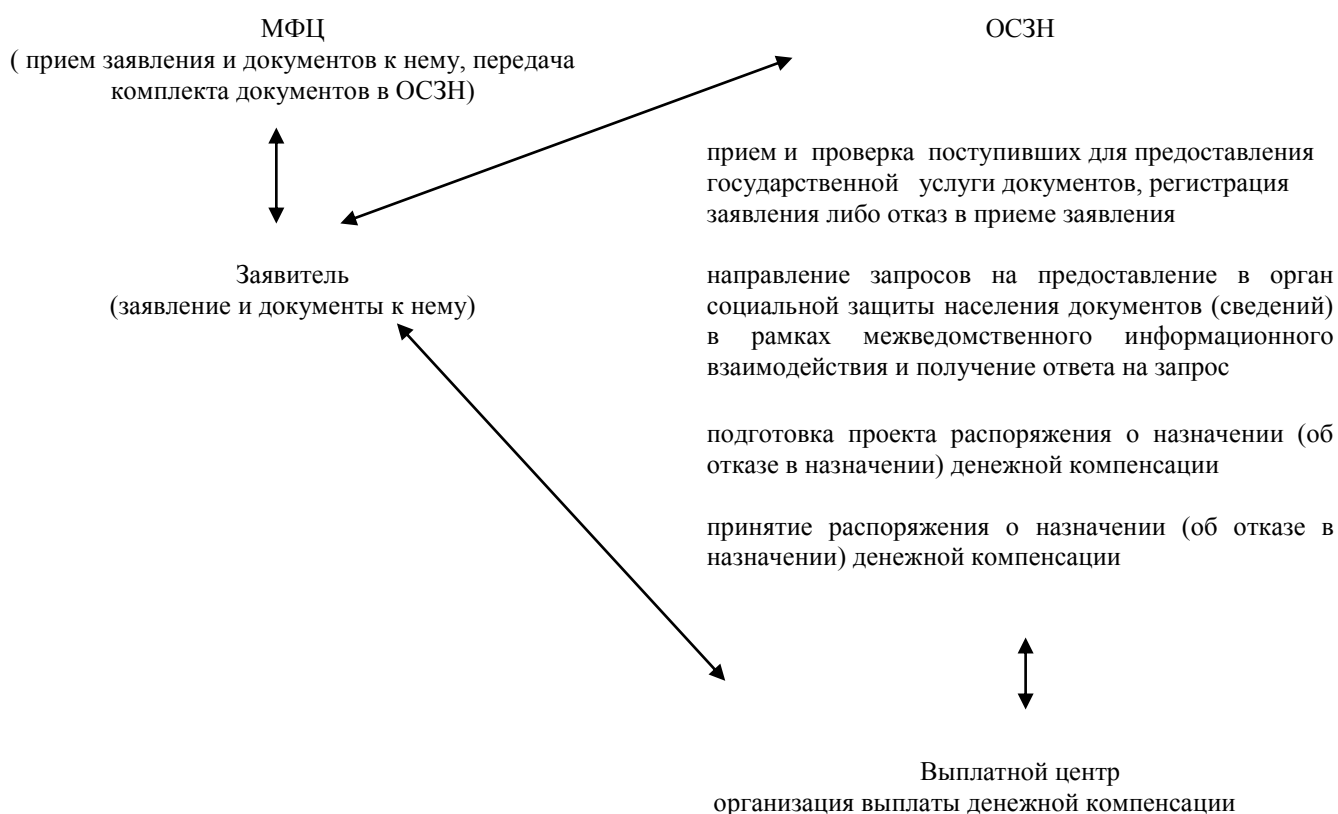 МФЦ
( прием заявления и документов к нему, передача
комплекта документов в ОСЗН)
Заявитель
(заявление и документы к нему)
ОСЗН
прием и проверка поступивших для предоставления
государственной услуги документов, регистрация
заявления либо отказ в приеме заявления
направление запросов на предоставление в орган
социальной защиты населения документов (сведений)
в рамках межведомственного информационного
взаимодействия и получение ответа на запрос
подготовка проекта распоряжения о назначении (об
отказе в назначении) денежной компенсации
принятие распоряжения о назначении (об отказе в
назначении) денежной компенсации
Выплатной центр
организация выплаты денежной компенсации